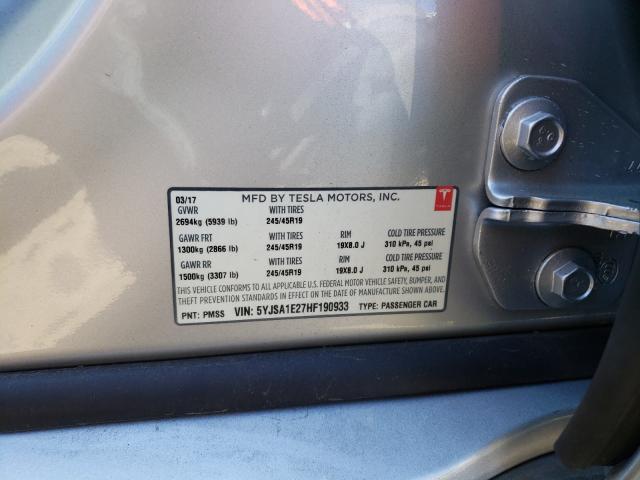 03/17 MFD BY TESLA MOTORS, INC.
GVWR WITH TIRES
2694kg (5939 lb) 245/45R19
GAWR FRT WITH TIRES RIM COLD TIRE PRESSURE
1300kg (2866 lb) 245/45R19 19X8.0 J 310 kPa, 45 psi
GAWR RR WITH TIRES RIM COLD TIRE PRESSURE
1500kg (3307 lb) 245/45R19 19X8.0 J 310 kPa, 45 psi
THIS VEHICLE CONFORMS TO ALL APPLICABLE U.S. FEDERAL MOTOR VEHICLE SAFETY, BUMPER, AND
THEFT PREVENTION STANDARDS IN EFFECT ON THE DATE OF MANUFACTURE SHOWN ABOVE.
PNT: PMSS VIN: 5YJSA1E27HF190933 TYPE: PASSENGER CAR